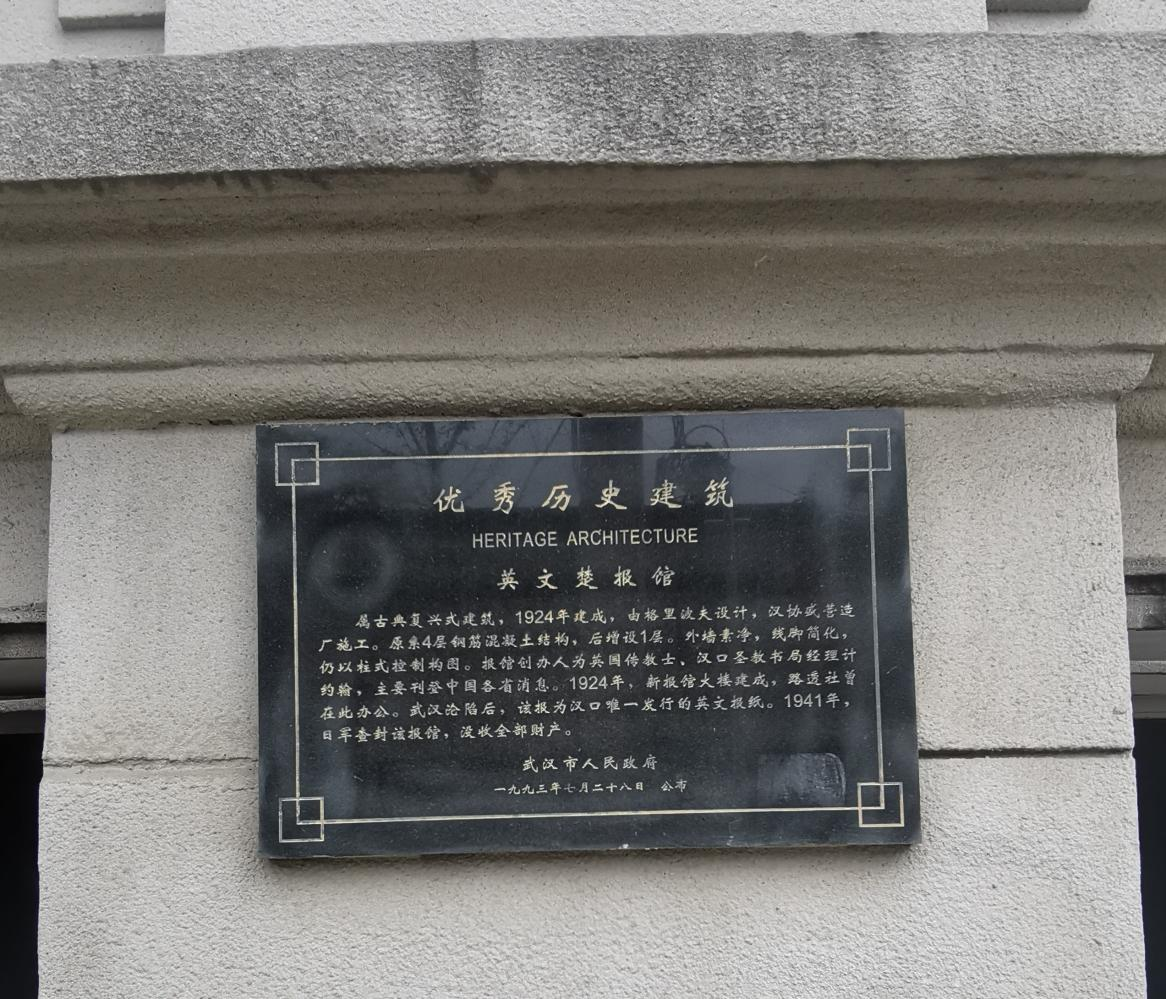 优秀历史建筑
HERITAGE ARCHITECTURE
英文楚报馆
属古典复兴式建筑，1924年建成，由格里波夫设计，汉协盛营造
厂施工。原系4层钢筋混凝土结构，后增设1层。外墙素净，线脚简化，
仍以柱式控制构图。报馆创办人为英国传教士、汉口圣教书局经理计
约翰，主要刊登中国各省消息。1924年，新报馆大楼建成，路透社曾
在此办公。武汉沦陷后，该报为汉口唯一发行的英文报纸。1941年，
日军查封该报馆，没收全部财产。
武汉市人民政府
一九九三年七月二十八日 公布